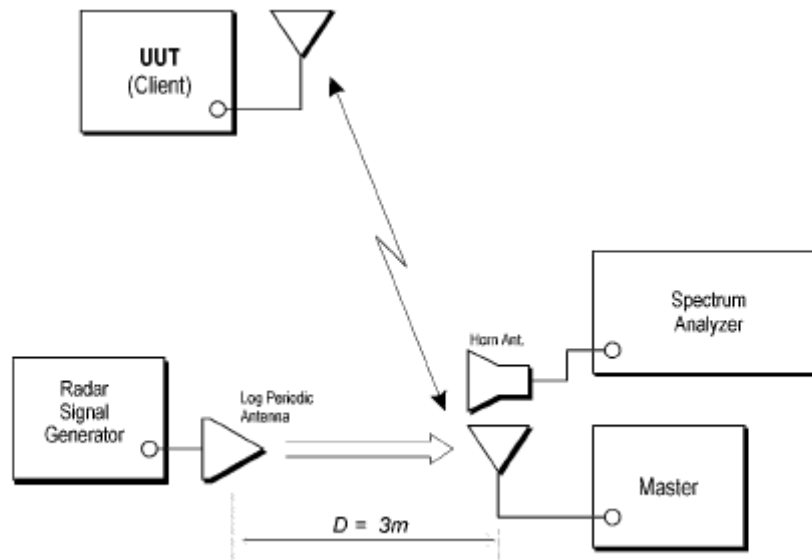 UUT
(Client)
Spectrum
Analyzer
Horn Ant.
Radar
Signal
Generator
Log Periodic
Antenna
Master
D = 3m